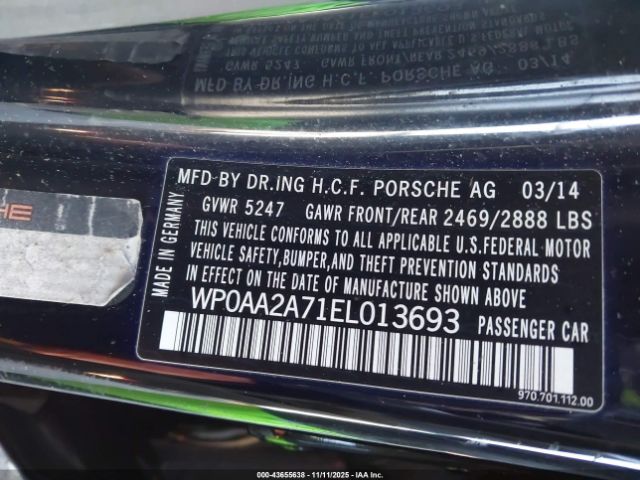 MFD BY DR.ING H.C.F. PORSCHE AG 03/14
GVWR 5247 GAWR FRONT/REAR 2469/2888 LBS
THIS VEHICLE CONFORMS TO ALL APPLICABLE U.S.FEDERAL MOTOR
VEHICLE SAFETY,BUMPER,AND THEFT PREVENTION STANDARDS
IN EFFECT ON THE DATE OF MANUFACTURE SHOWN ABOVE
WP0AA2A71EL013693 PASSENGER CAR
MADE IN GERMANY
970.701.112.00
000-43655638 - 11/11/2025 - IAA Inc.